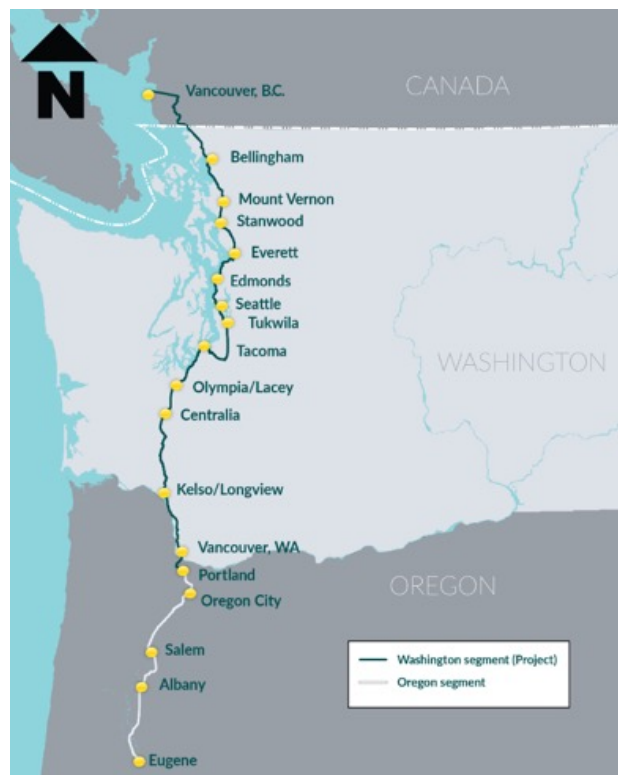 N
CANADA
Vancouver, B.C.
Bellingham
Mount Vernon
Stanwood
Everett
Edmonds
Seattle
Tukwila
Tacoma
WASHINGTON
Olympia/Lacey
Centralia
Kelso/Longview
Vancouver, WA
Portland
OREGON
Oregon City
Salem
Albany
Eugene
Washington segment (Project)
Oregon segment